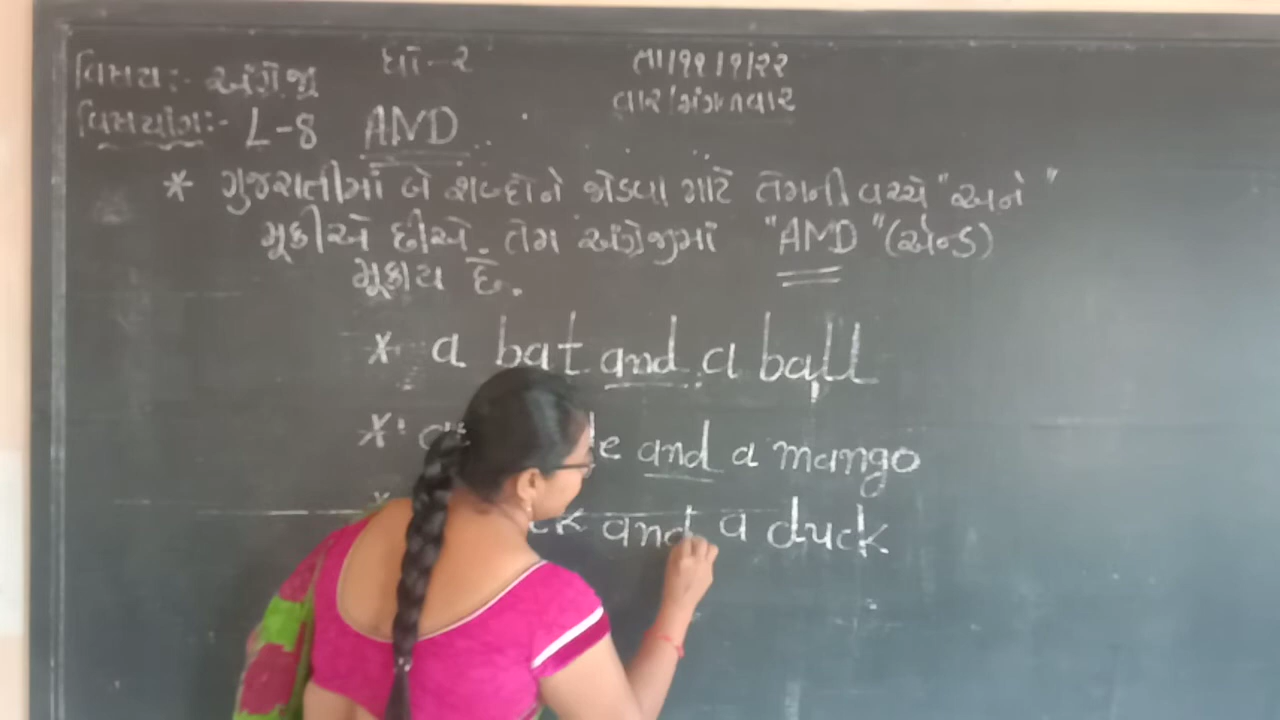 વિષય:- અંગ્રેજી ધો-૨ તા/૧૧/૧/૨૨
વાર/મંગળવાર
વિષયાંગ:- L-8 AND
* ગુજરાતીમાં બે શબ્દોને જોડવા માટે તેમની વચ્ચે "અને"
મૂકીએ છીએ. તેમ અંગ્રેજીમાં "AND" (એન્ડ)
મૂકાય છે.
* a bat and a ball
* and a mango
* and a duck